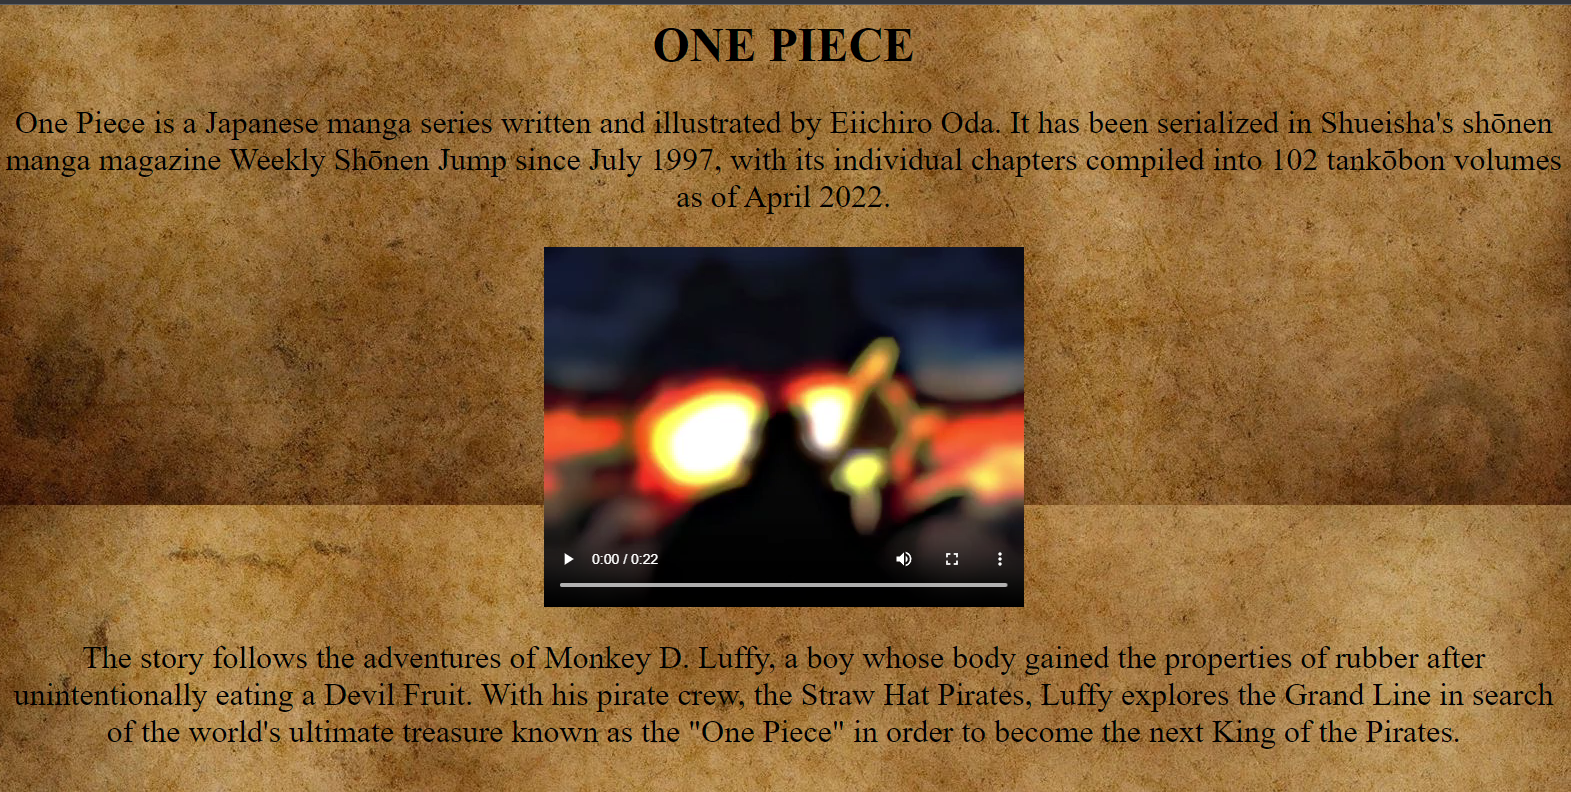 ONE PIECE
One Piece is a Japanese manga series written and illustrated by Eiichiro Oda. It has been serialized in Shueisha's shōnen
manga magazine Weekly Shōnen Jump since July 1997, with its individual chapters compiled into 102 tankōbon volumes
as of April 2022.
0:00 / 0:22
The story follows the adventures of Monkey D. Luffy, a boy whose body gained the properties of rubber after
unintentionally eating a Devil Fruit. With his pirate crew, the Straw Hat Pirates, Luffy explores the Grand Line in search
of the world's ultimate treasure known as the "One Piece" in order to become the next King of the Pirates.